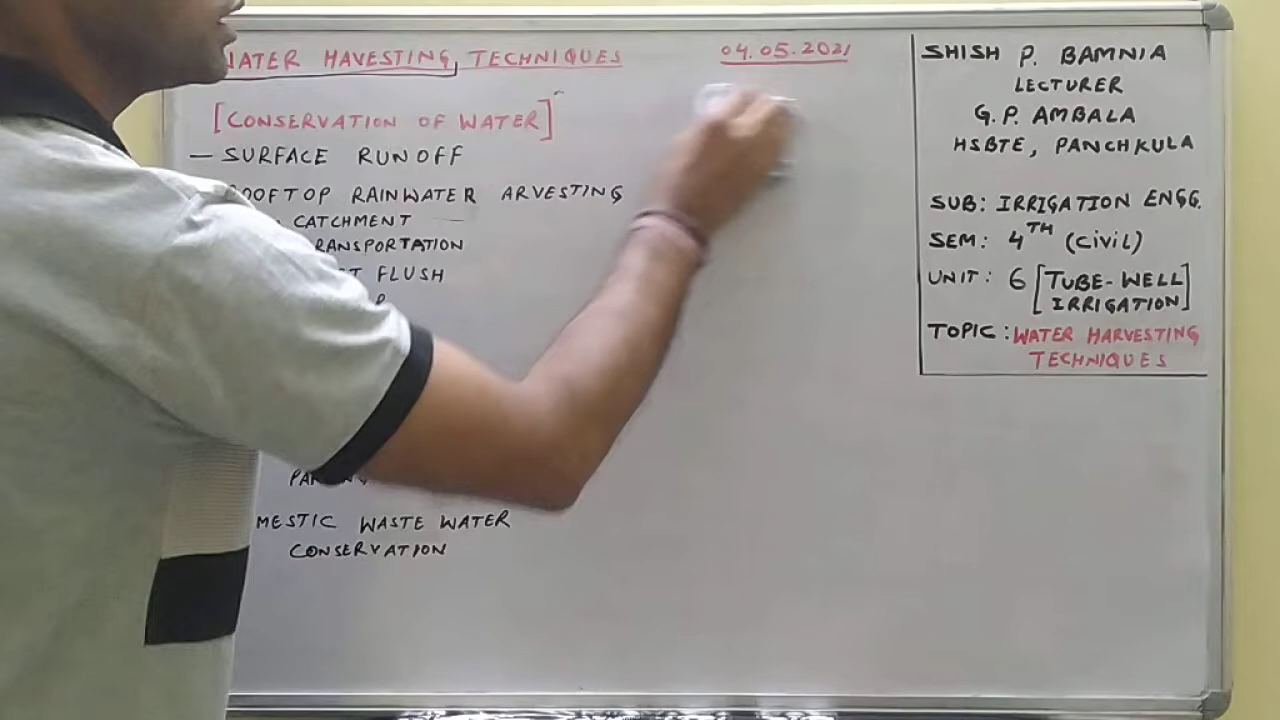 WATER HAVESTING TECHNIQUES
04.05.2021
[CONSERVATION OF WATER]
— SURFACE RUNOFF
ROOFTOP RAINWATER ARVESTING
CATCHMENT
TRANSPORTATION
FLUSH
MESTIC WASTE WATER
CONSERVATION
SHISH P. BAMNIA
LECTURER
G.P. AMBALA
HSBTE, PANCHKULA
SUB: IRRIGATION ENGG.
SEM: 4TH (CIVIL)
UNIT: 6 [TUBE-WELL
IRRIGATION]
TOPIC: WATER HARVESTING
TECHNIQUES